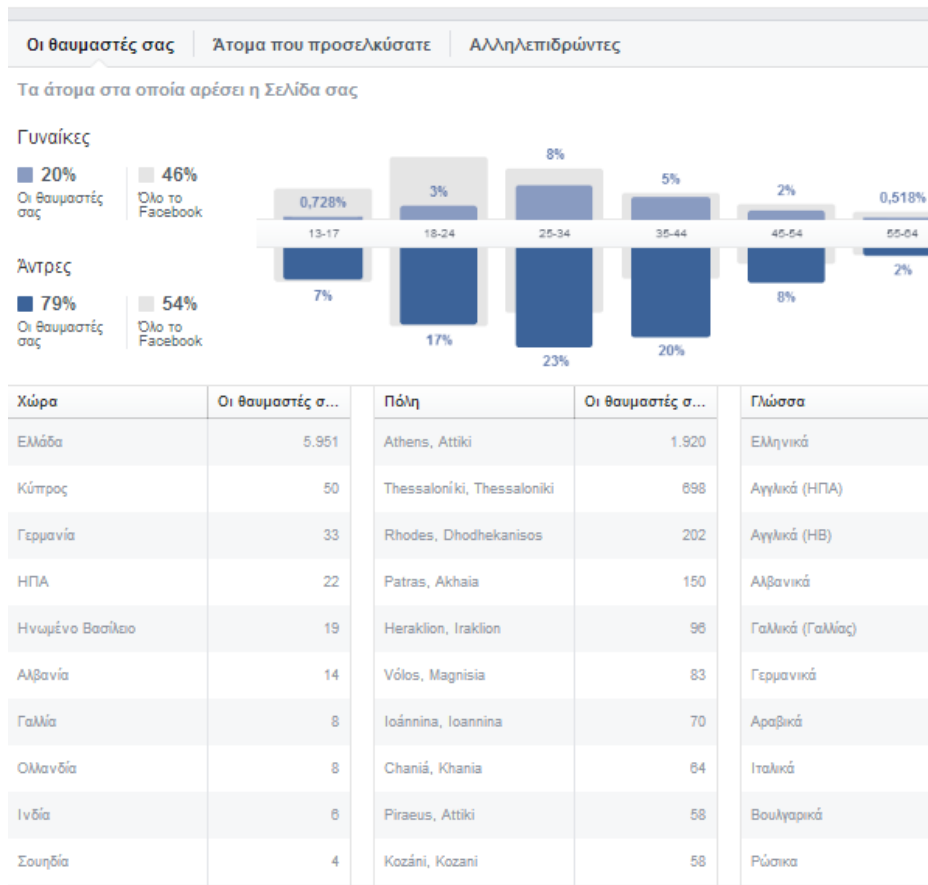 Οι θαυμαστές σας Άτομα που προσελκύσατε Αλληλεπιδρώντες
Τα άτομα στα οποία αρέσει η Σελίδα σας
Γυναίκες
20% 46%
Οι θαυμαστές σας Όλο το Facebook
0,728% 3% 8% 5% 2% 0,518%
13-17 18-24 25-34 35-44 45-54 55-64
Άντρες
79% 54%
Οι θαυμαστές σας Όλο το Facebook
7% 17% 23% 20% 8% 2%
Χώρα Οι θαυμαστές σ... Πόλη Οι θαυμαστές σ... Γλώσσα
Ελλάδα 5.951 Athens, Attiki 1.920 Ελληνικά
Κύπρος 50 Thessaloníki, Thessaloniki 698 Αγγλικά (ΗΠΑ)
Γερμανία 33 Rhodes, Dhodhekanisos 202 Αγγλικά (ΗΒ)
ΗΠΑ 22 Patras, Akhaia 150 Αλβανικά
Ηνωμένο Βασίλειο 19 Heraklion, Iraklion 96 Γαλλικά (Γαλλίας)
Αλβανία 14 Vólos, Magnisia 83 Γερμανικά
Γαλλία 8 Ioánnina, Ioannina 70 Αραβικά
Ολλανδία 8 Chaniá, Khania 64 Ιταλικά
Ινδία 6 Piraeus, Attiki 58 Βουλγαρικά
Σουηδία 4 Kozáni, Kozani 58 Ρώσικα